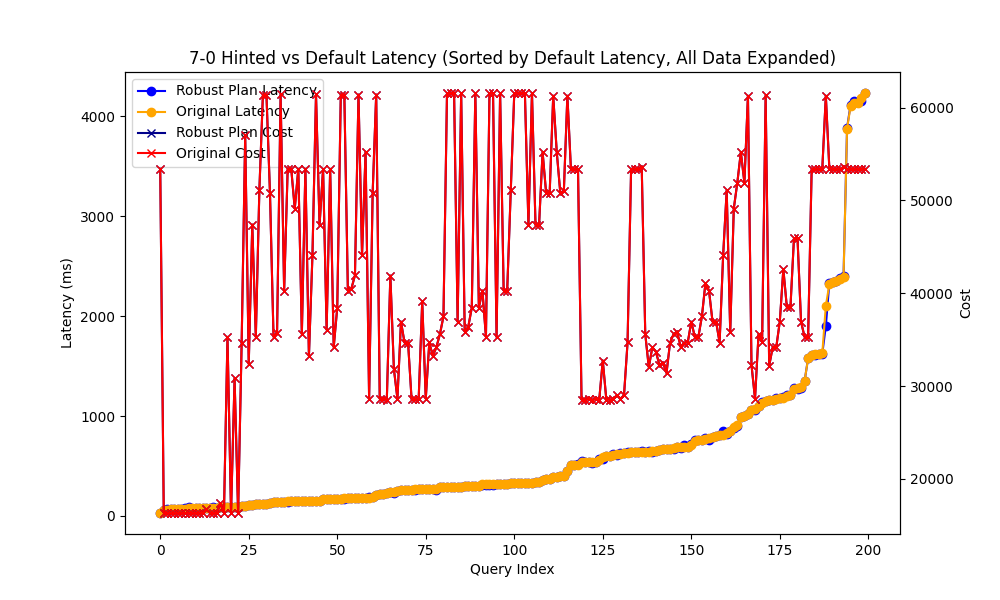 7-0 Hinted vs Default Latency (Sorted by Default Latency, All Data Expanded)
Robust Plan Latency
Original Latency
Robust Plan Cost
Original Cost
4000
3000
2000
1000
0
Latency (ms)
60000
50000
40000
30000
20000
Cost
0 25 50 75 100 125 150 175 200
Query Index